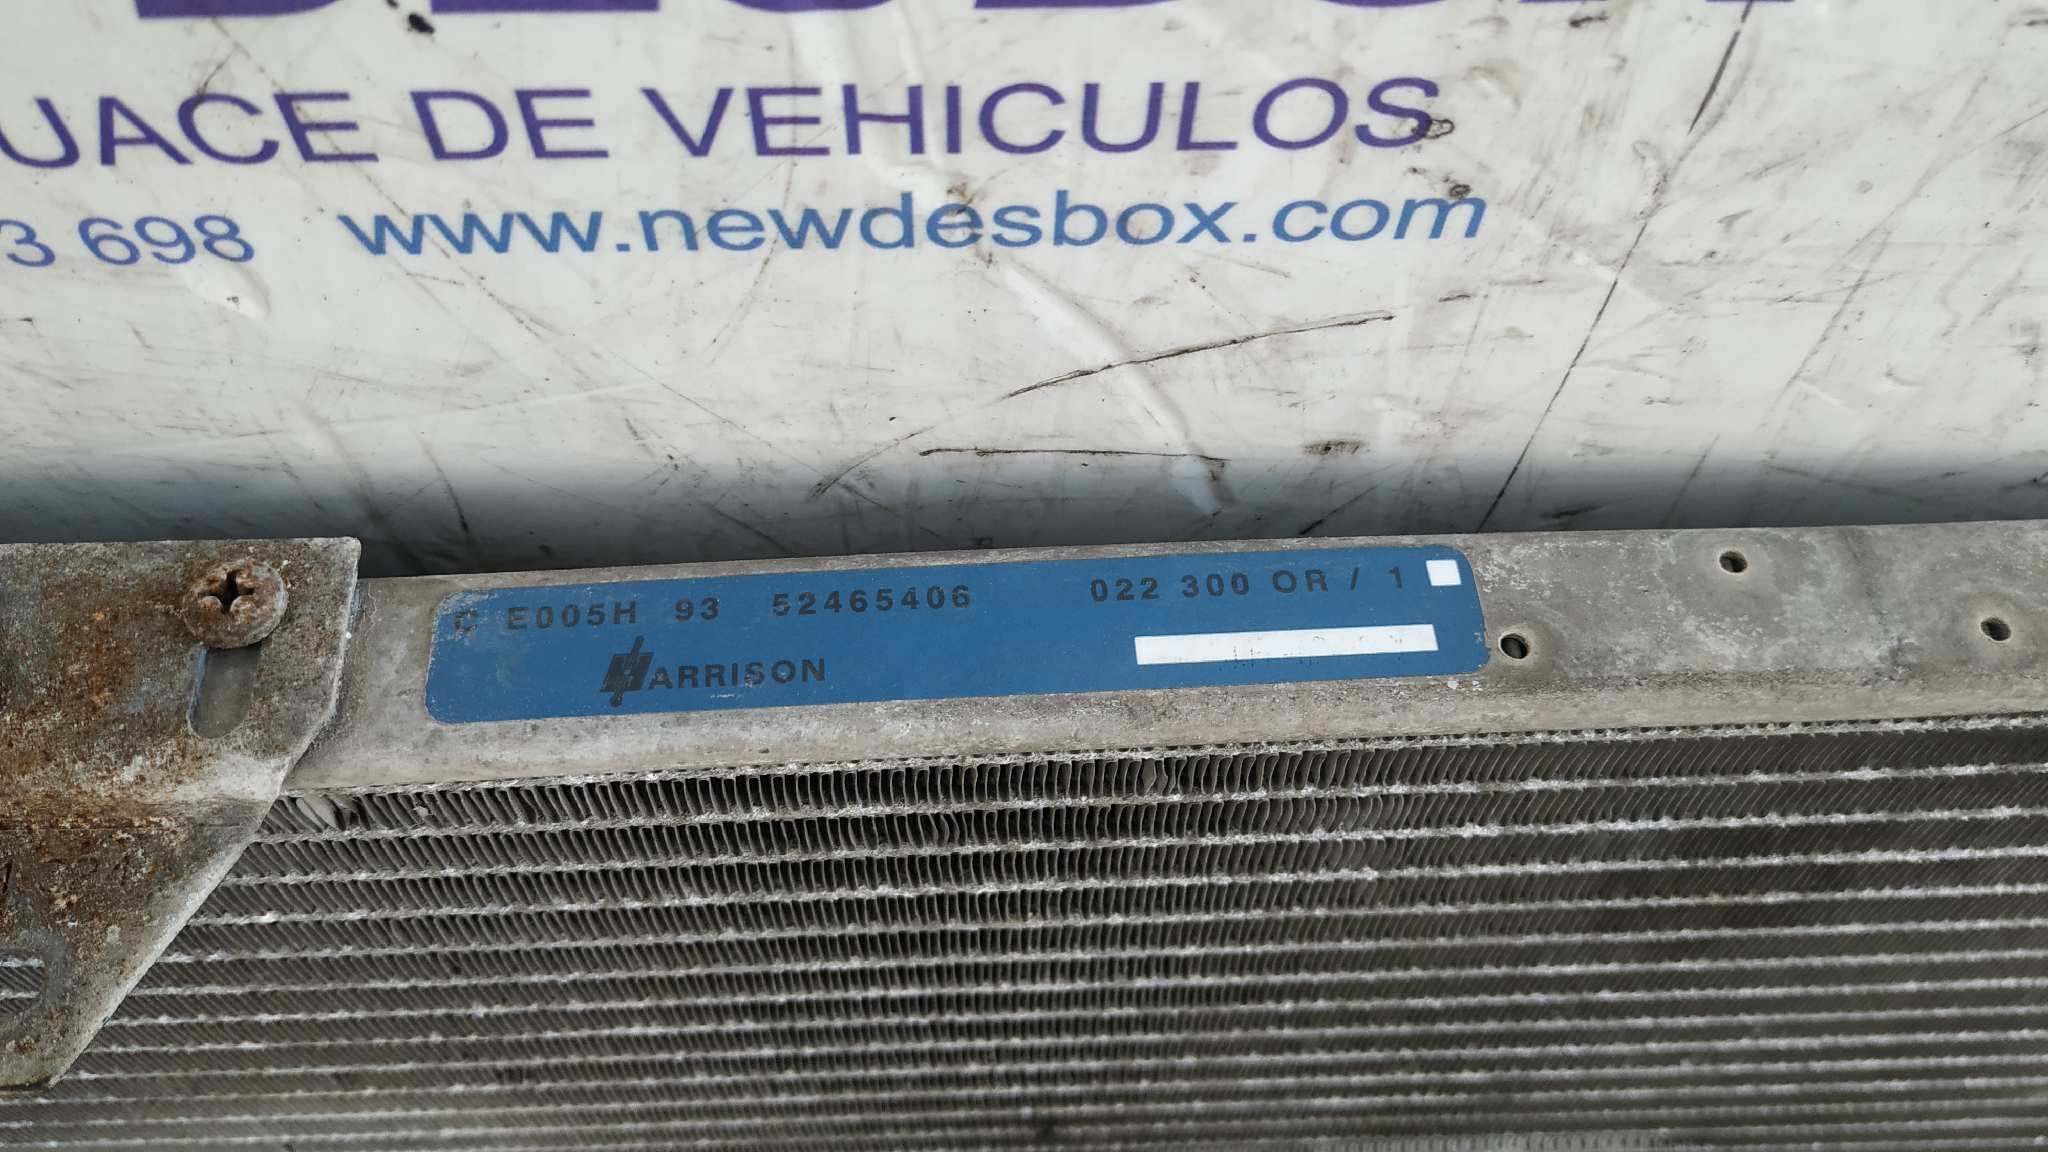 UACE DE VEHICULOS
3 698 www.newdesbox.com
C E005H 93 52465406 022 300 OR / 1
HARRISON